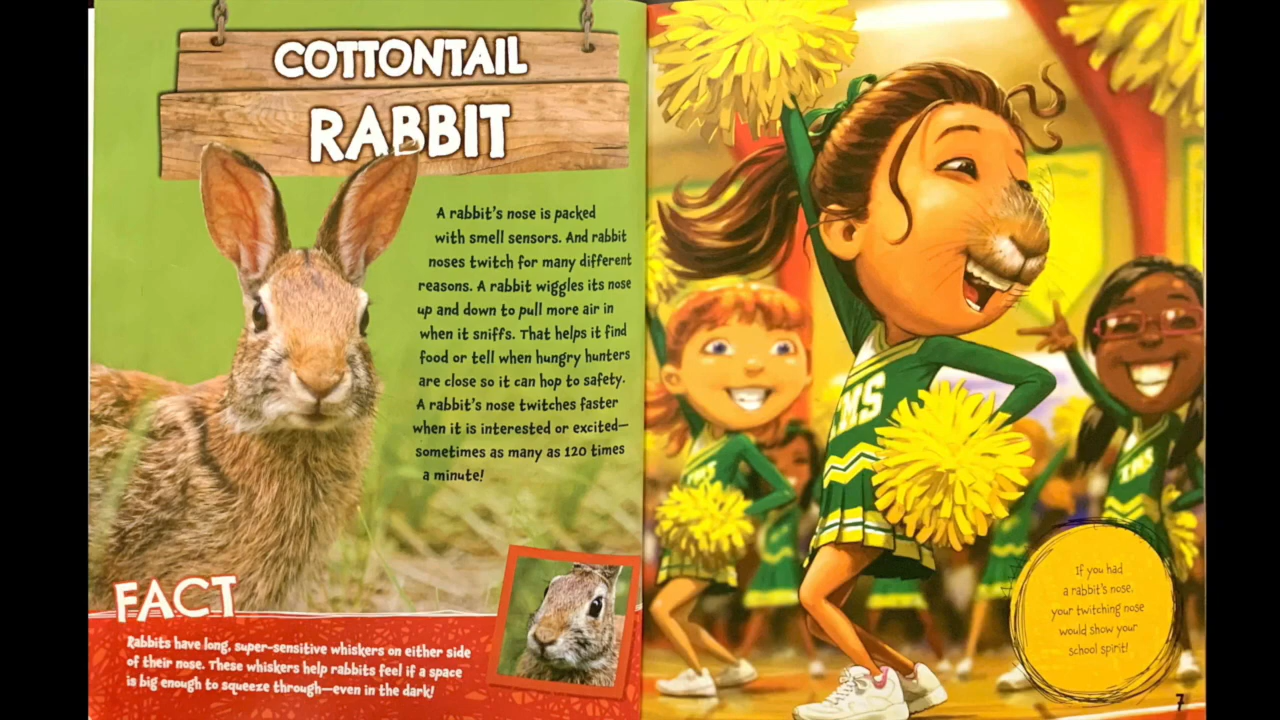 COTTONTAIL
RABBIT
A rabbit's nose is packed
with smell sensors. And rabbit
noses twitch for many different
reasons. A rabbit wiggles its nose
up and down to pull more air in
when it sniffs. That helps it find
food or tell when hungry hunters
are close so it can hop to safety.
A rabbit's nose twitches faster
when it is interested or excited—
sometimes as many as 120 times
a minute!
FACT
Rabbits have long, super-sensitive whiskers on either side
of their nose. These whiskers help rabbits feel if a space
is big enough to squeeze through—even in the dark!
MS
IMS
If you had
a rabbit's nose,
your twitching nose
would show your
school spirit!
7